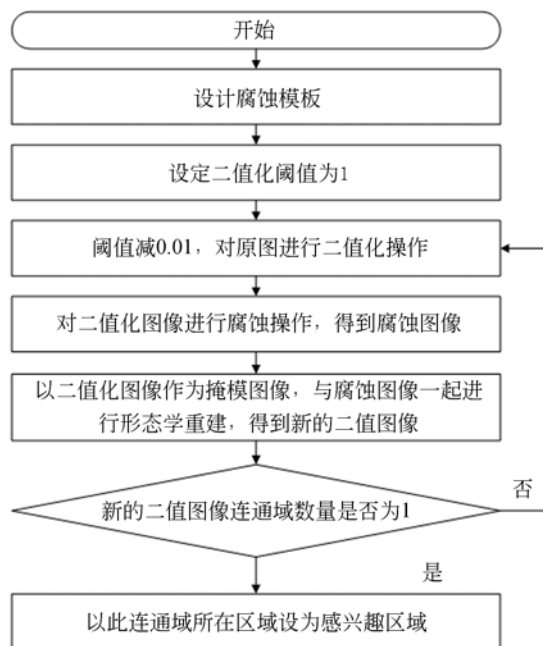 开始
设计腐蚀模板
设定二值化阈值为1
阈值减0.01，对原图进行二值化操作
对二值化图像进行腐蚀操作，得到腐蚀图像
以二值化图像作为掩模图像，与腐蚀图像一起进
行形态学重建，得到新的二值图像
新的二值图像连通域数量是否为1
否
是
以此连通域所在区域设为感兴趣区域